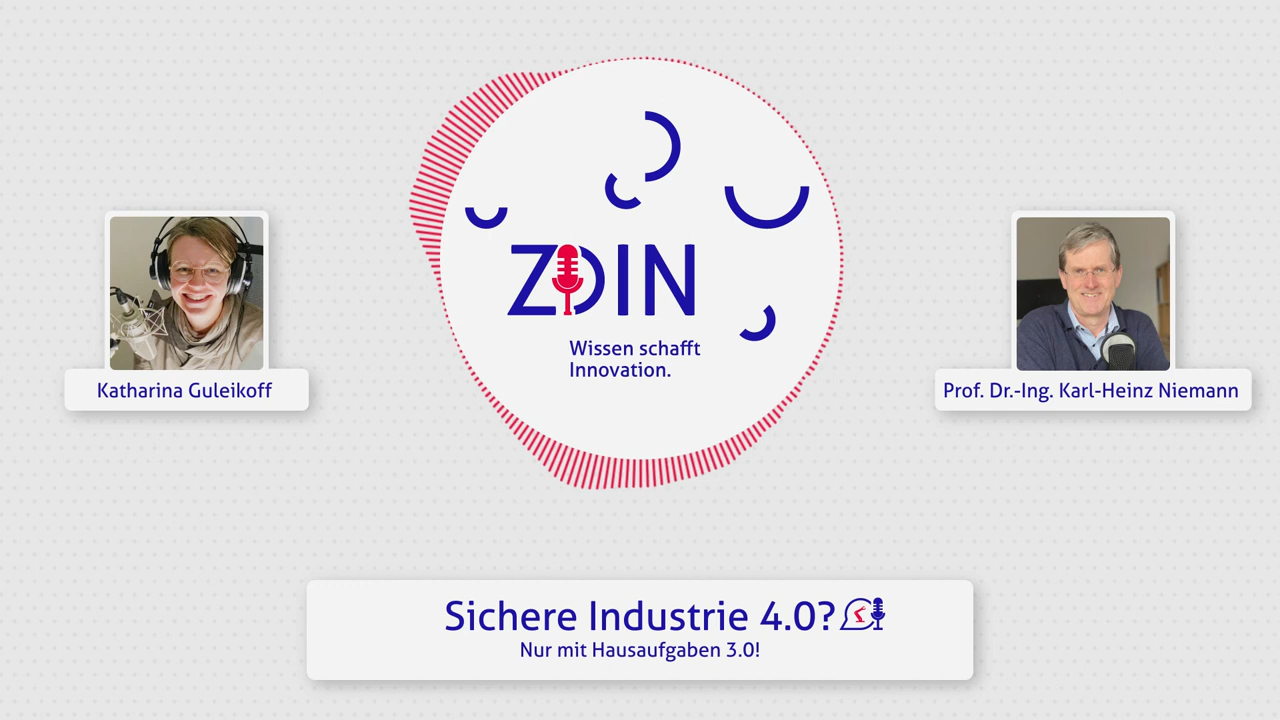 ZDIN
Wissen schafft
Innovation.
Katharina Guleikoff
Prof. Dr.-Ing. Karl-Heinz Niemann
Sichere Industrie 4.0?
Nur mit Hausaufgaben 3.0!